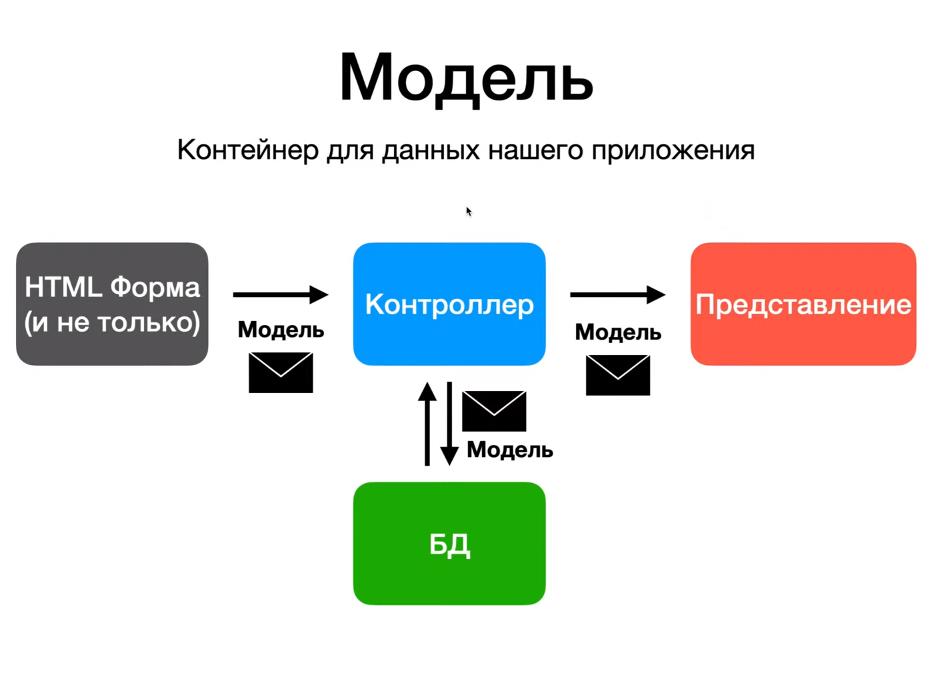 Модель
Контейнер для данных нашего приложения
HTML Форма
(и не только)
Модель
Контроллер
Модель
Представление
Модель
БД